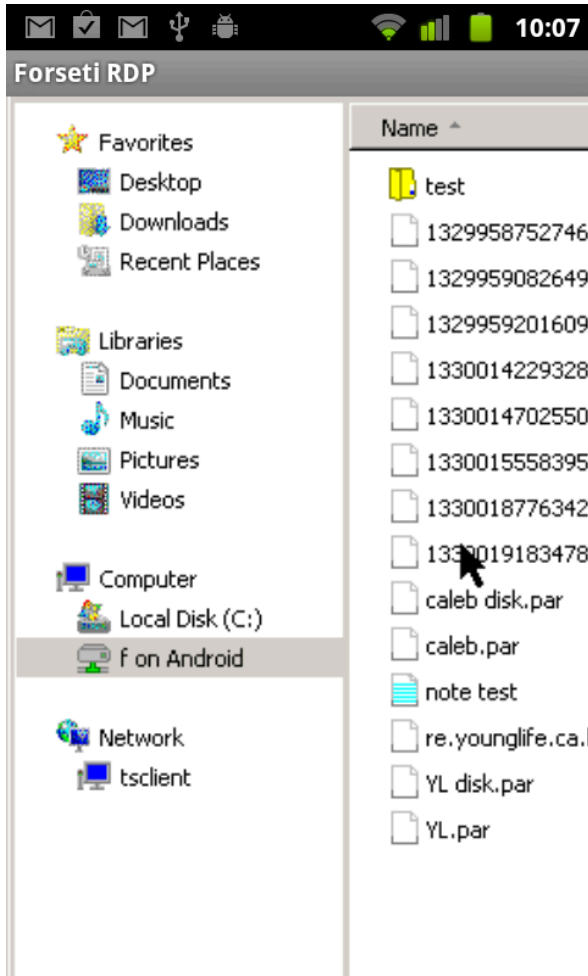 10:07
Forseti RDP
Favorites
Desktop
Downloads
Recent Places
Libraries
Documents
Music
Pictures
Videos
Computer
Local Disk (C:)
f on Android
Network
tsclient
Name
test
1329958752746
1329959082649
1329959201609
1330014229328
1330014702550
1330015558395
1330018776342
caleb disk.par
caleb.par
note test
re.younglife.ca.
YL disk.par
YL.par